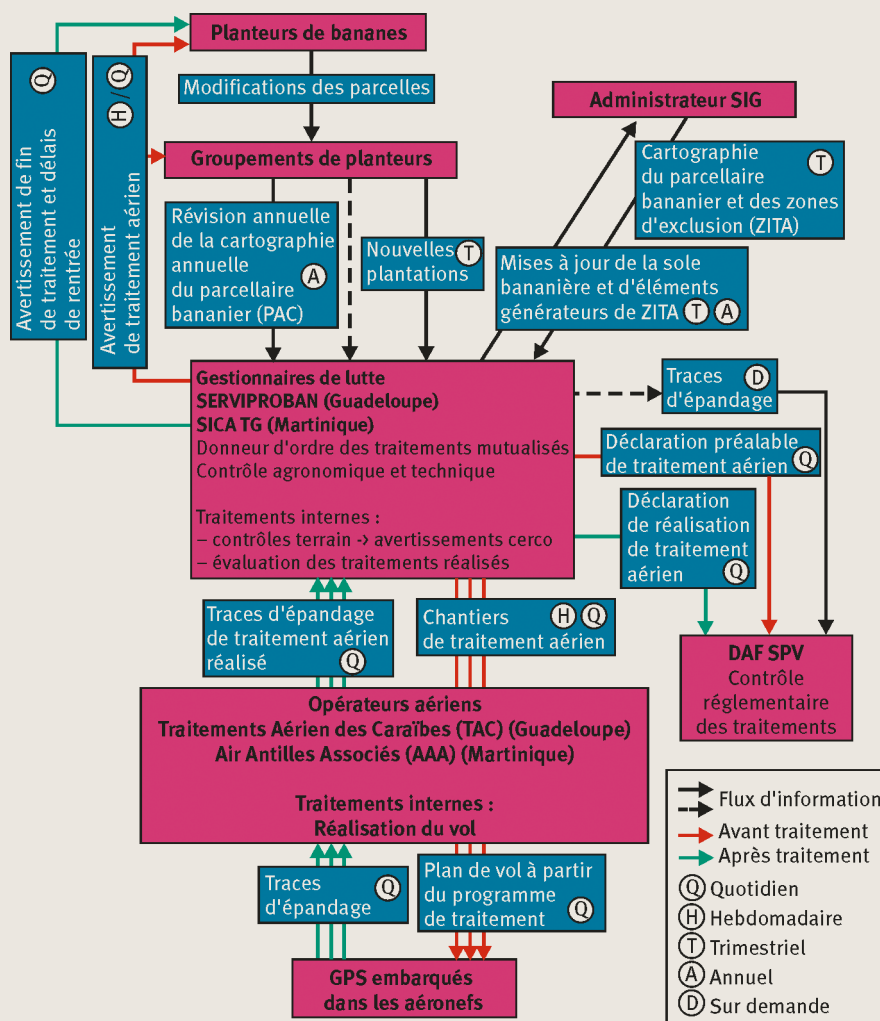 Planteurs de bananes
Modifications des parcelles
Groupements de planteurs
Administrateur SIG
Avertissement de fin
de traitement et délais
de rentrée
Q
Avertissement
de traitement aérien
H / Q
Révision annuelle
de la cartographie
annuelle
du parcellaire
bananier (PAC)
A
Nouvelles
plantations
T
Cartographie
du parcellaire
bananier et des zones
d'exclusion (ZITA)
T
Mises à jour de la sole
bananière et d'éléments
générateurs de ZITA T A
Gestionnaires de lutte
SERVIPROBAN (Guadeloupe)
SICA TG (Martinique)
Donneur d'ordre des traitements mutualisés
Contrôle agronomique et technique
Traitements internes :
– contrôles terrain -> avertissements cerco
– évaluation des traitements réalisés
Traces
d'épandage
D
Déclaration préalable
de traitement aérien Q
Déclaration
de réalisation
de traitement
aérien Q
Traces d'épandage
de traitement aérien
réalisé Q
Chantiers H Q
de traitement aérien
DAF SPV
Contrôle
réglementaire
des traitements
Opérateurs aériens
Traitements Aérien des Caraïbes (TAC) (Guadeloupe)
Air Antilles Associés (AAA) (Martinique)
Traitements internes :
Réalisation du vol
Traces
d'épandage
Q
Plan de vol à partir
du programme
de traitement Q
GPS embarqués
dans les aéronefs
Flux d'information
Avant traitement
Après traitement
Q Quotidien
H Hebdomadaire
T Trimestriel
A Annuel
D Sur demande